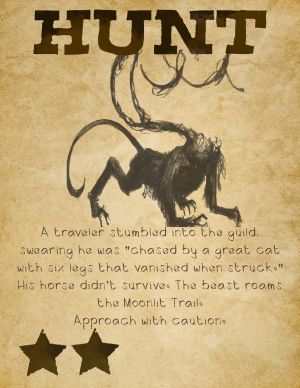 HUNT
A traveler stumbled into the guild,
swearing he was "chased by a great cat
with six legs that vanished when struck."
His horse didn't survive. The beast roams
the Moonlit Trail.
Approach with caution.